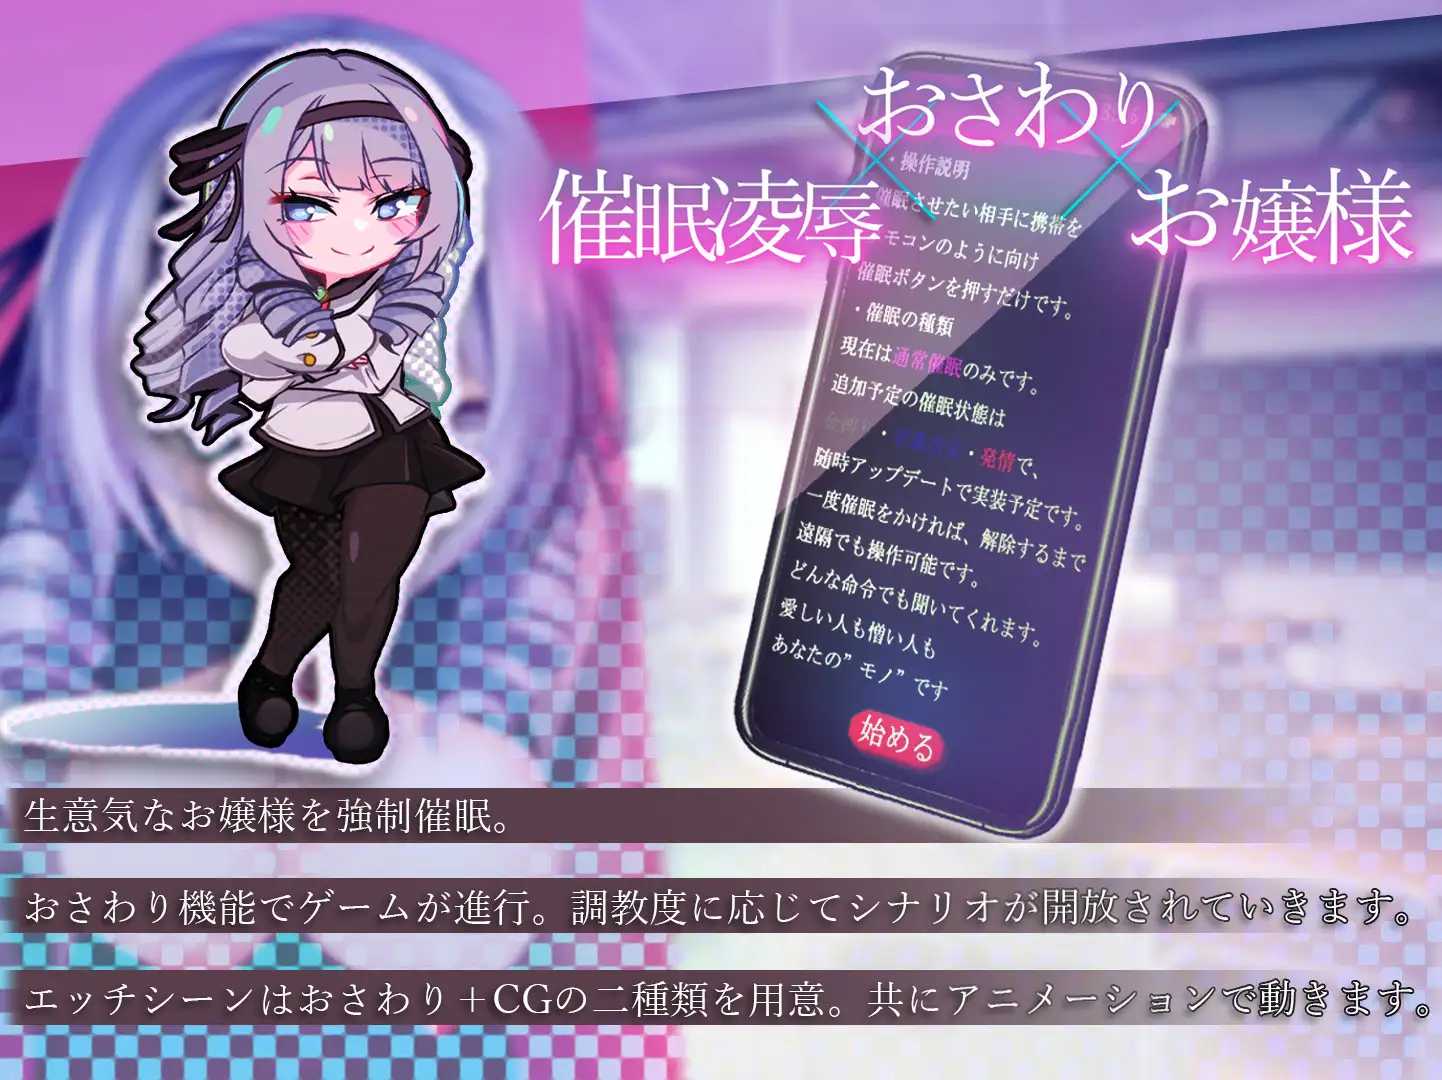 おさわり
催眠凌辱
お嬢様
・操作説明
催眠させたい相手に携帯を
モコンのように向け
催眠ボタンを押すだけです。
・催眠の種類
現在は通常催眠のみです。
追加予定の催眠状態は
・発情で、
随時アップデートで実装予定です。
一度催眠をかければ、解除するまで
遠隔でも操作可能です。
どんな命令でも聞いてくれます。
愛しい人も憎い人も
あなたの”モノ”です
始める
生意気なお嬢様を強制催眠。
おさわり機能でゲームが進行。調教度に応じてシナリオが開放されていきます。
エッチシーンはおさわり＋CGの二種類を用意。共にアニメーションで動きます。